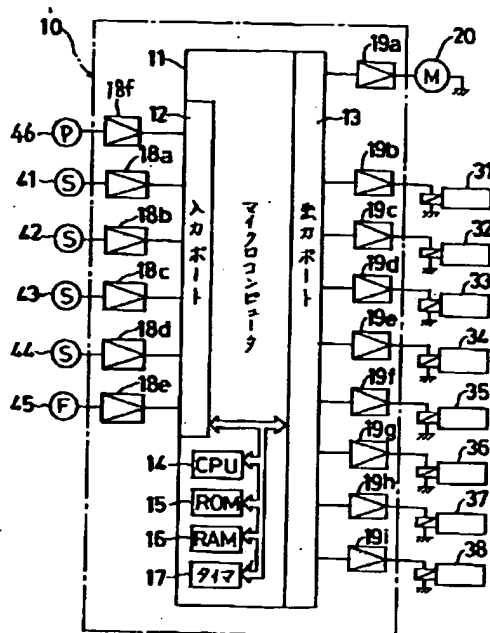 10
11
12
13
18f
19a
20
M
46
P
18a
41
S
入力ポート
マイクロコンピュータ
出力ポート
19b
31
18b
42
S
19c
32
18c
43
S
19d
33
18d
44
S
19e
34
18e
45
F
19f
35
14
CPU
19g
36
15
ROM
19h
37
16
RAM
19i
38
17
タイマ